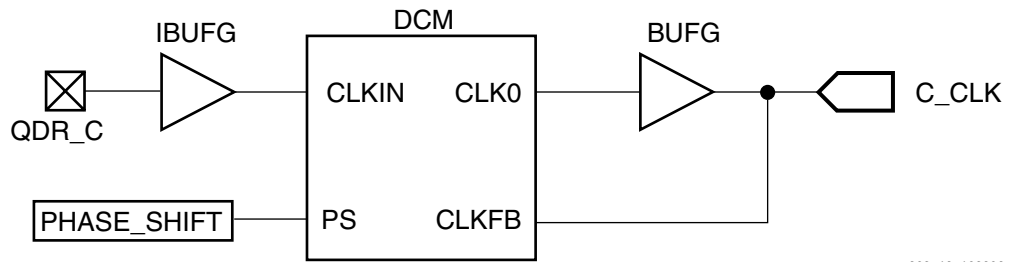 DCM
IBUFG
BUFG
CLKIN
CLK0
C_CLK
QDR_C
PHASE_SHIFT
PS
CLKFB